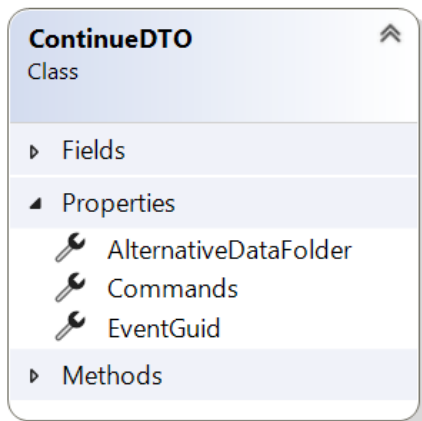 ContinueDTO
Class
Fields
Properties
AlternativeDataFolder
Commands
EventGuid
Methods